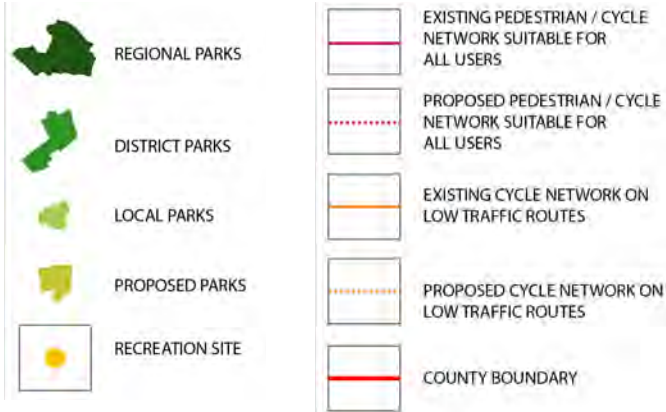 REGIONAL PARKS
DISTRICT PARKS
LOCAL PARKS
PROPOSED PARKS
RECREATION SITE
EXISTING PEDESTRIAN / CYCLE
NETWORK SUITABLE FOR
ALL USERS
PROPOSED PEDESTRIAN / CYCLE
NETWORK SUITABLE FOR
ALL USERS
EXISTING CYCLE NETWORK ON
LOW TRAFFIC ROUTES
PROPOSED CYCLE NETWORK ON
LOW TRAFFIC ROUTES
COUNTY BOUNDARY